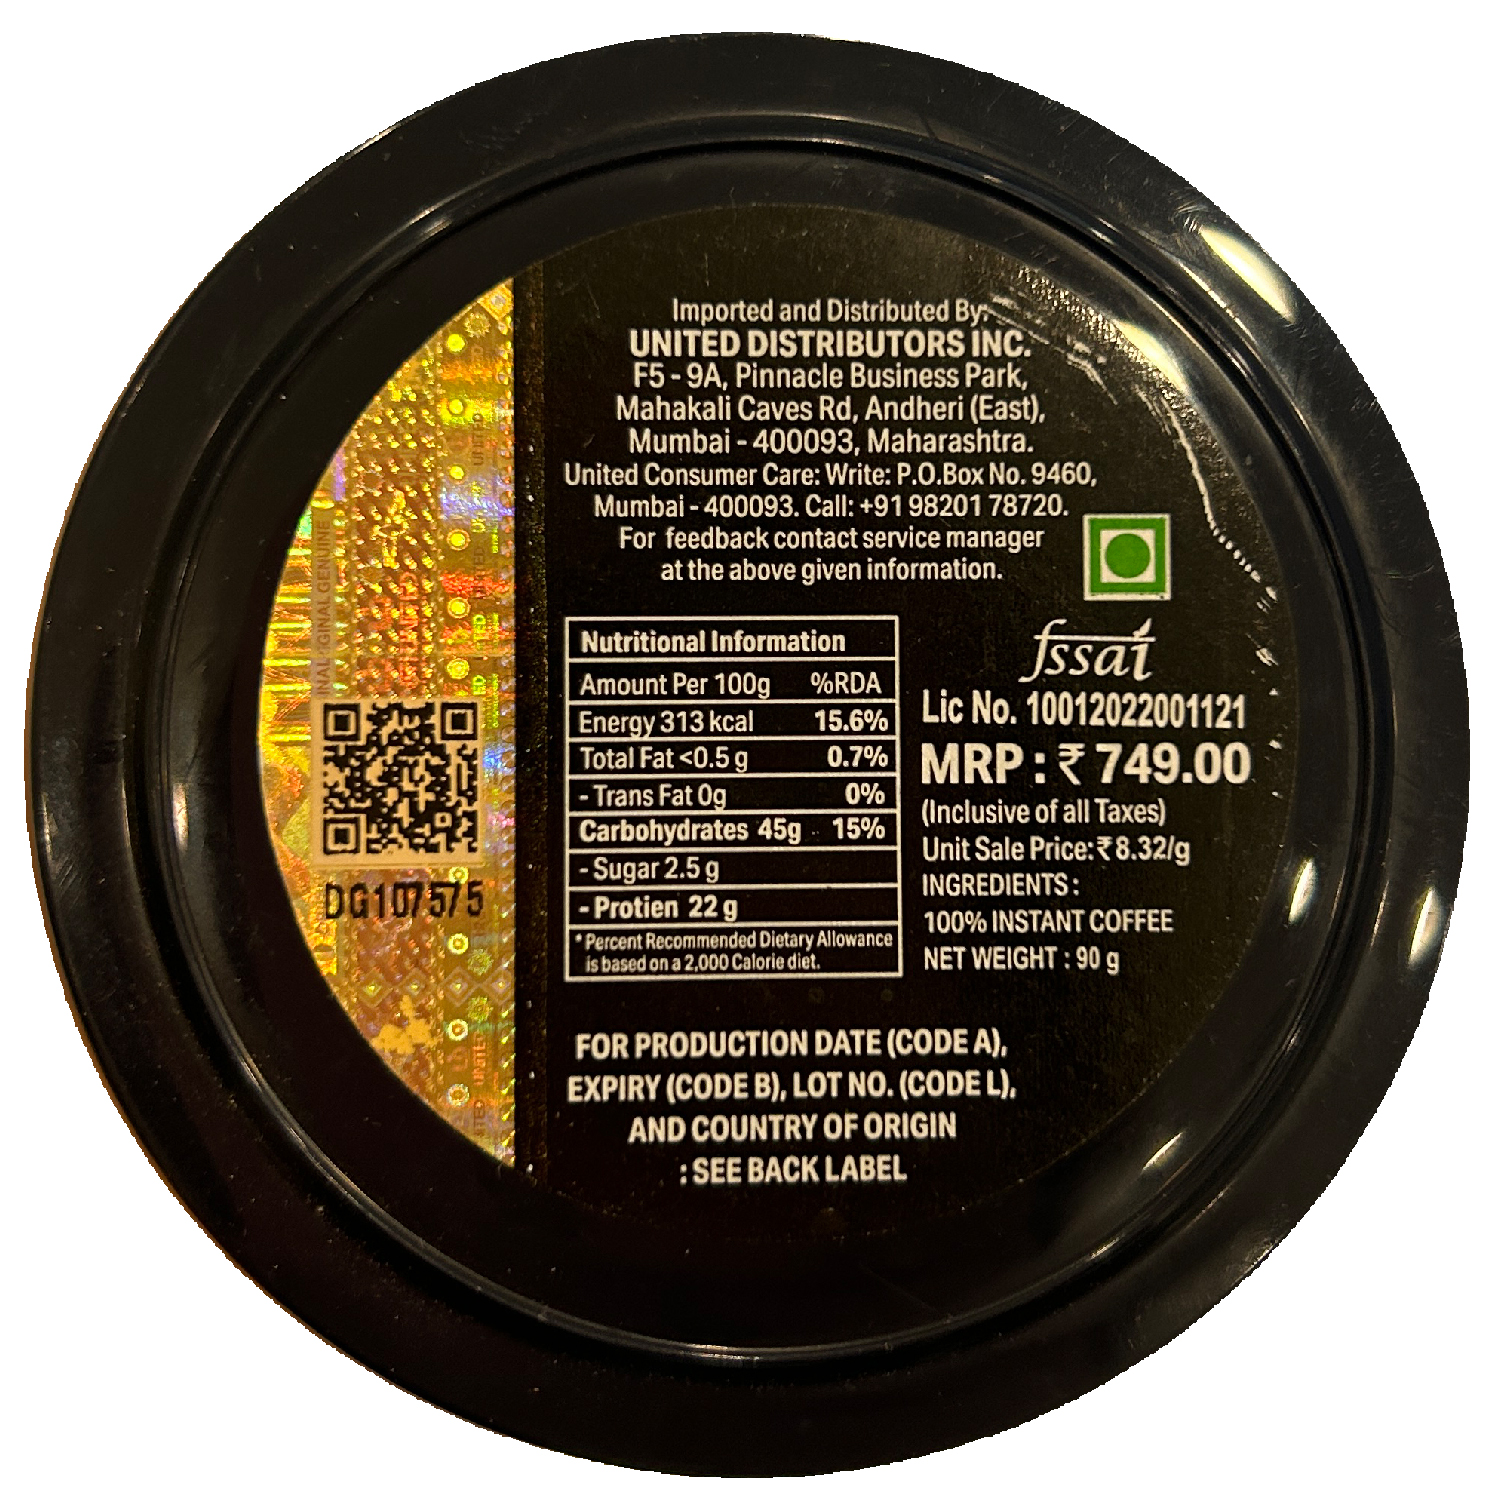 Imported and Distributed By:
UNITED DISTRIBUTORS INC.
F5 - 9A, Pinnacle Business Park,
Mahakali Caves Rd, Andheri (East),
Mumbai - 400093, Maharashtra.
United Consumer Care: Write: P.O.Box No. 9460,
Mumbai - 400093. Call: +91 98201 78720.
For feedback contact service manager
at the above given information.
Nutritional Information
Amount Per 100g %RDA
Energy 313 kcal 15.6%
Total Fat <0.5 g 0.7%
- Trans Fat 0g 0%
Carbohydrates 45g 15%
- Sugar 2.5 g
- Protien 22 g
* Percent Recommended Dietary Allowance
is based on a 2,000 Calorie diet.
fssai
Lic No. 10012022001121
MRP : ₹ 749.00
(Inclusive of all Taxes)
Unit Sale Price: ₹ 8.32/g
INGREDIENTS :
100% INSTANT COFFEE
NET WEIGHT : 90 g
DG107575
FOR PRODUCTION DATE (CODE A),
EXPIRY (CODE B), LOT NO. (CODE L),
AND COUNTRY OF ORIGIN
: SEE BACK LABEL